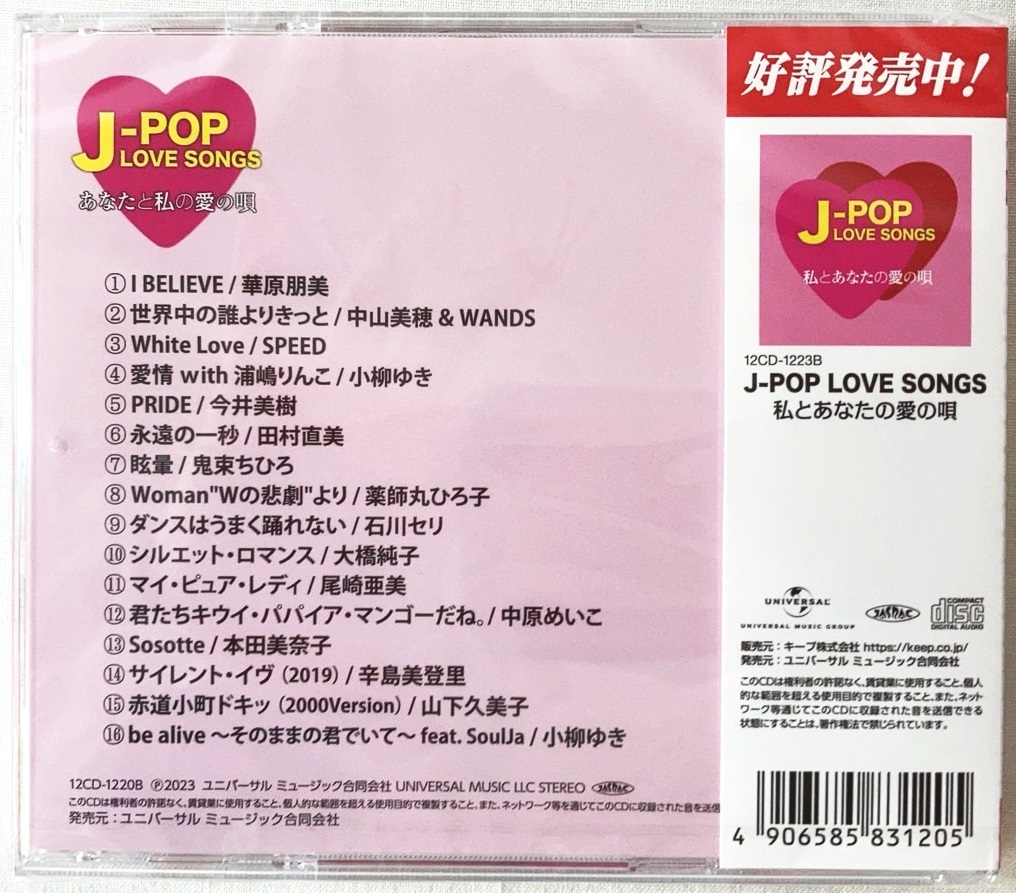 J-POP
LOVE SONGS
あなたと私の愛の唄
①I BELIEVE / 華原朋美
②世界中の誰よりきっと / 中山美穂 & WANDS
③White Love / SPEED
④愛情 with 浦嶋りんこ / 小柳ゆき
⑤PRIDE / 今井美樹
⑥永遠の一秒 / 田村直美
⑦眩暈 / 鬼束ちひろ
⑧Woman"Wの悲劇"より / 薬師丸ひろ子
⑨ダンスはうまく踊れない / 石川セリ
⑩シルエット・ロマンス / 大橋純子
⑪マイ・ピュア・レディ / 尾崎亜美
⑫君たちキウイ・パパイア・マンゴーだね。/ 中原めいこ
⑬Sosotte / 本田美奈子
⑭サイレント・イヴ（2019）/ 辛島美登里
⑮赤道小町ドキッ（2000Version）/ 山下久美子
⑯be alive ～そのままの君でいて～ feat. SoulJa / 小柳ゆき
12CD-1220B Ⓟ2023 ユニバーサル ミュージック合同会社 UNIVERSAL MUSIC LLC STEREO JASRAC
このCDは権利者の許諾なく、賃貸業に使用すること、個人的な範囲を超える使用目的で複製すること、また、ネットワーク等を通じてこのCDに収録された音を送信
発売元：ユニバーサル ミュージック合同会社
好評発売中！
J-POP
LOVE SONGS
私とあなたの愛の唄
12CD-1223B
J-POP LOVE SONGS
私とあなたの愛の唄
UNIVERSAL
UNIVERSAL MUSIC GROUP
JASRAC
COMPACT
disc
DIGITAL AUDIO
販売元：キープ株式会社 https://keep.co.jp/
発売元：ユニバーサル ミュージック合同会社
このCDは権利者の許諾なく、賃貸業に使用すること、個人
的な範囲を超える使用目的で複製すること、また、ネット
ワーク等通じてこのCDに収録された音を送信できる
状態にすることは、著作権法で禁じられています。
4 906585 831205